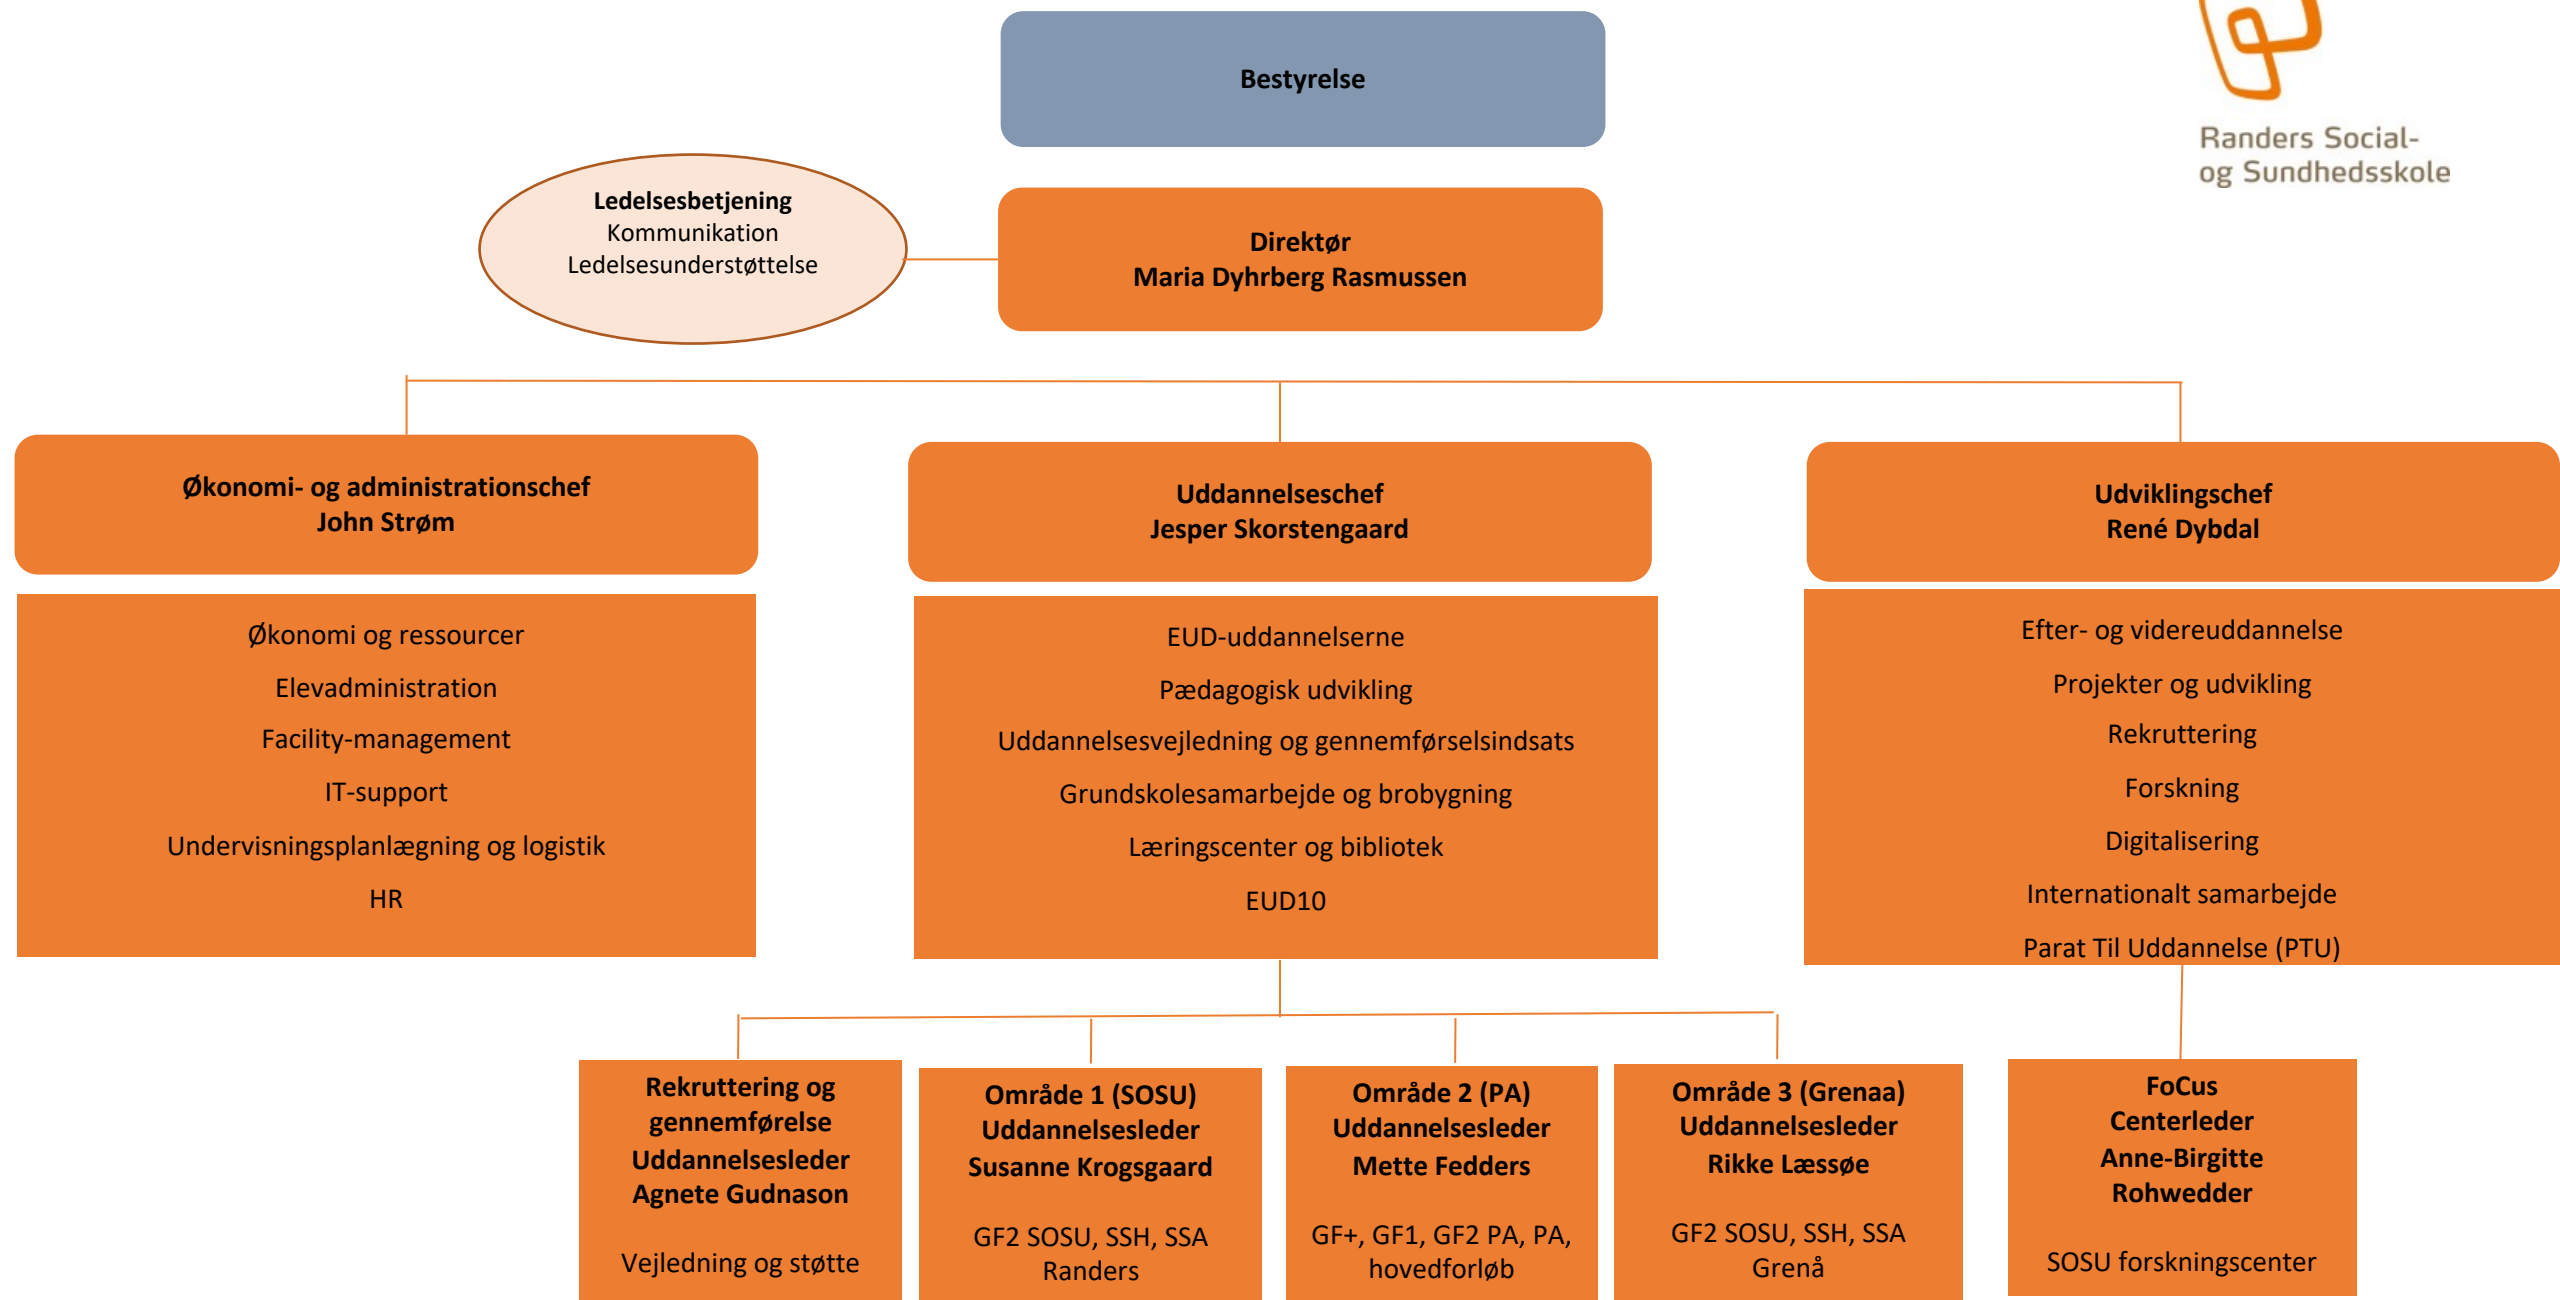 Bestyrelse
Randers Social-
og Sundhedsskole
Ledelsesbetjening
Kommunikation
Ledelsesunderstøttelse
Direktør
Maria Dyhrberg Rasmussen
Økonomi- og administrationschef
John Strøm
Økonomi og ressourcer
Elevadministration
Facility-management
IT-support
Undervisningsplanlægning og logistik
HR
Uddannelseschef
Jesper Skorstengaard
EUD-uddannelserne
Pædagogisk udvikling
Uddannelsesvejledning og gennemførselsindsats
Grundskolesamarbejde og brobygning
Læringscenter og bibliotek
EUD10
Udviklingschef
René Dybdal
Efter- og videreuddannelse
Projekter og udvikling
Rekruttering
Forskning
Digitalisering
Internationalt samarbejde
Parat Til Uddannelse (PTU)
Rekruttering og
gennemførelse
Uddannelsesleder
Agnete Gudnason
Vejledning og støtte
Område 1 (SOSU)
Uddannelsesleder
Susanne Krogsgaard
GF2 SOSU, SSH, SSA
Randers
Område 2 (PA)
Uddannelsesleder
Mette Fedders
GF+, GF1, GF2 PA, PA,
hovedforløb
Område 3 (Grenaa)
Uddannelsesleder
Rikke Læssøe
GF2 SOSU, SSH, SSA
Grenå
FoCus
Centerleder
Anne-Birgitte
Rohwedder
SOSU forskningscenter